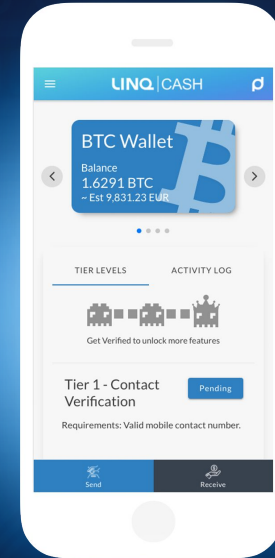 LINQ|CASH
BTC Wallet
Balance
1.6291 BTC
~ Est 9,831.23 EUR
TIER LEVELS
ACTIVITY LOG
Get Verified to unlock more features
Tier 1 - Contact
Verification
Pending
Requirements: Valid mobile contact number.
Send
Receive